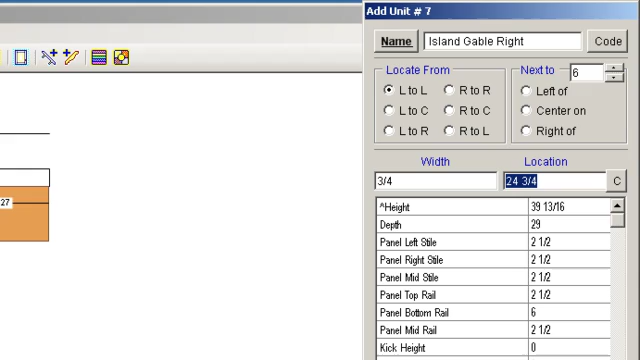 Add Unit # 7
Name Island Gable Right Code
Locate From Next to 6
L to L R to R Left of
L to C R to C Center on
L to R R to L Right of
Width Location
3/4 24 3/4 C
^Height 39 13/16
Depth 29
Panel Left Stile 2 1/2
Panel Right Stile 2 1/2
Panel Mid Stile 2 1/2
Panel Top Rail 2 1/2
Panel Bottom Rail 6
Panel Mid Rail 2 1/2
Kick Height 0
27